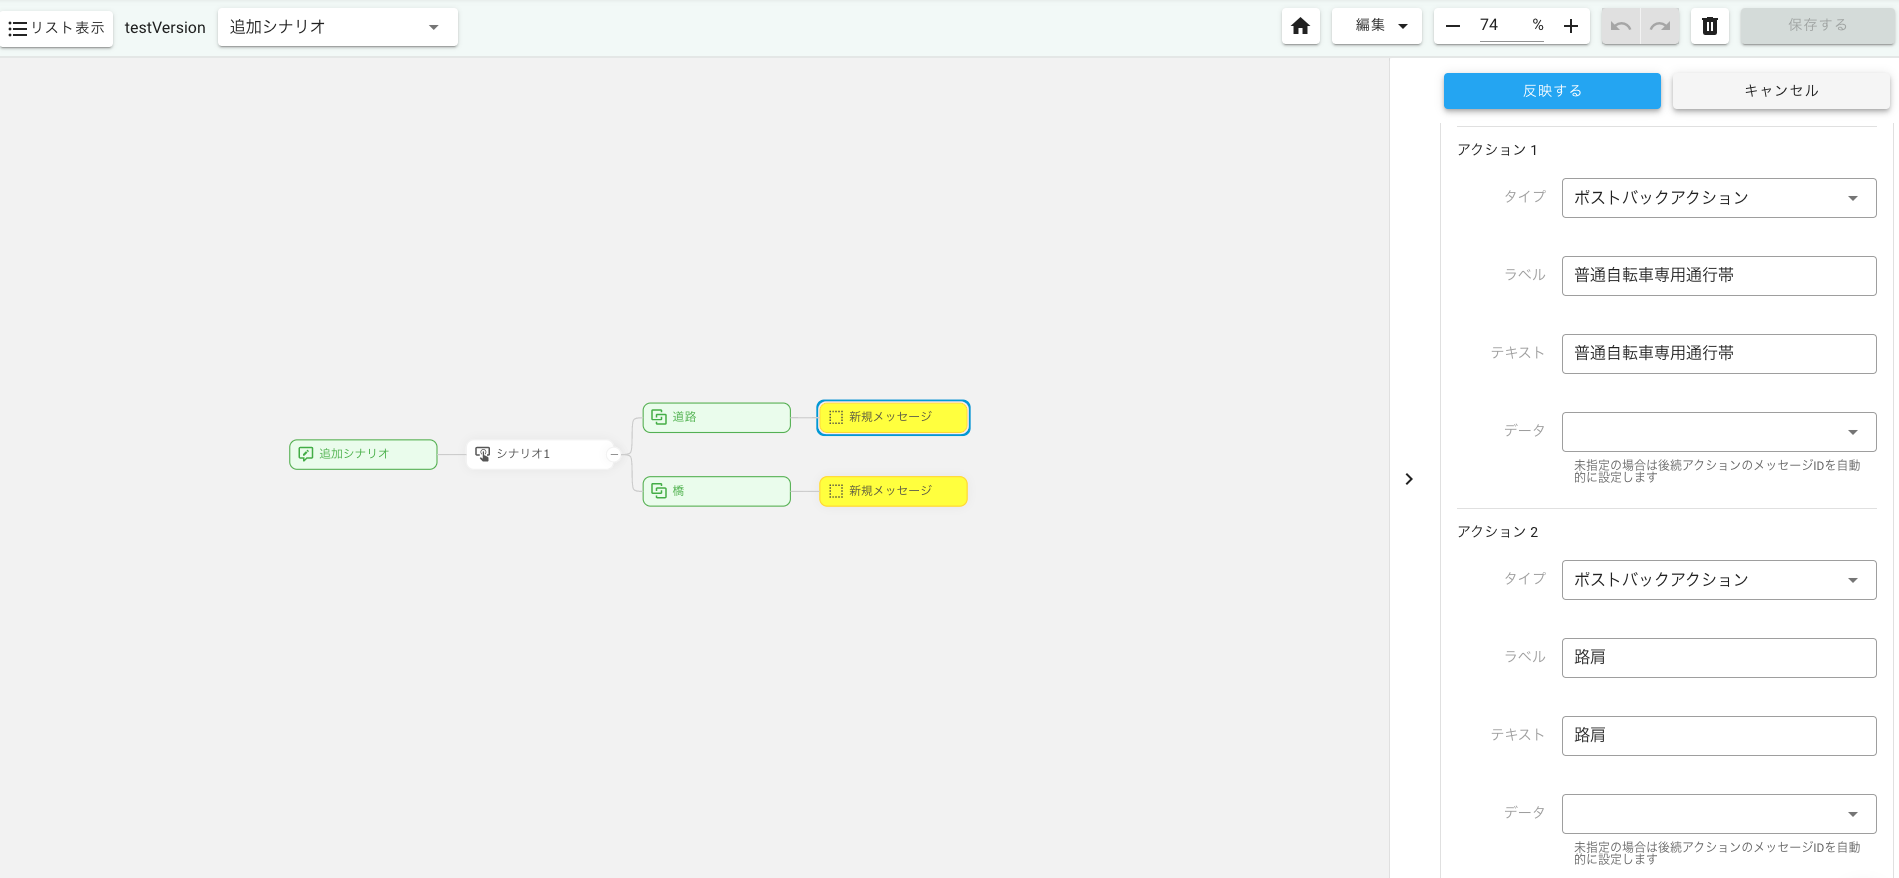 リスト表示
testVersion
追加シナリオ
編集
74 %
保存する
反映する
キャンセル
アクション 1
タイプ
ポストバックアクション
ラベル
普通自転車専用通行帯
テキスト
普通自転車専用通行帯
データ
未指定の場合は後続アクションのメッセージIDを自動
的に設定します
アクション 2
タイプ
ポストバックアクション
ラベル
路肩
テキスト
路肩
データ
未指定の場合は後続アクションのメッセージIDを自動
的に設定します
追加シナリオ
シナリオ1
道路
新規メッセージ
橋
新規メッセージ